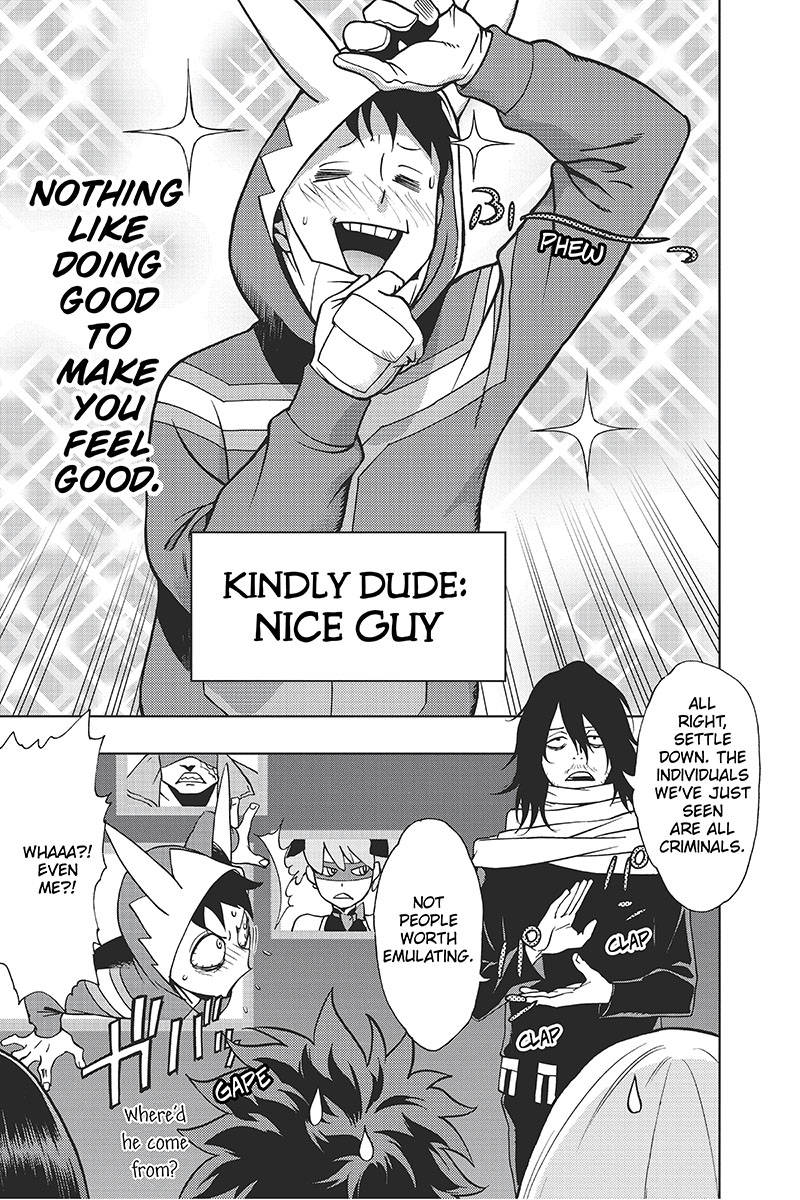 NOTHING
LIKE
DOING
GOOD
TO
MAKE
YOU
FEEL
GOOD.
PHEW
KINDLY DUDE:
NICE GUY
ALL
RIGHT,
SETTLE
DOWN. THE
INDIVIDUALS
WE'VE JUST
SEEN
ARE ALL
CRIMINALS.
CLAP
CLAP
NOT
PEOPLE
WORTH
EMULATING.
WHAAA?!
EVEN
ME?!
GAPE
Where'd
he come
from?